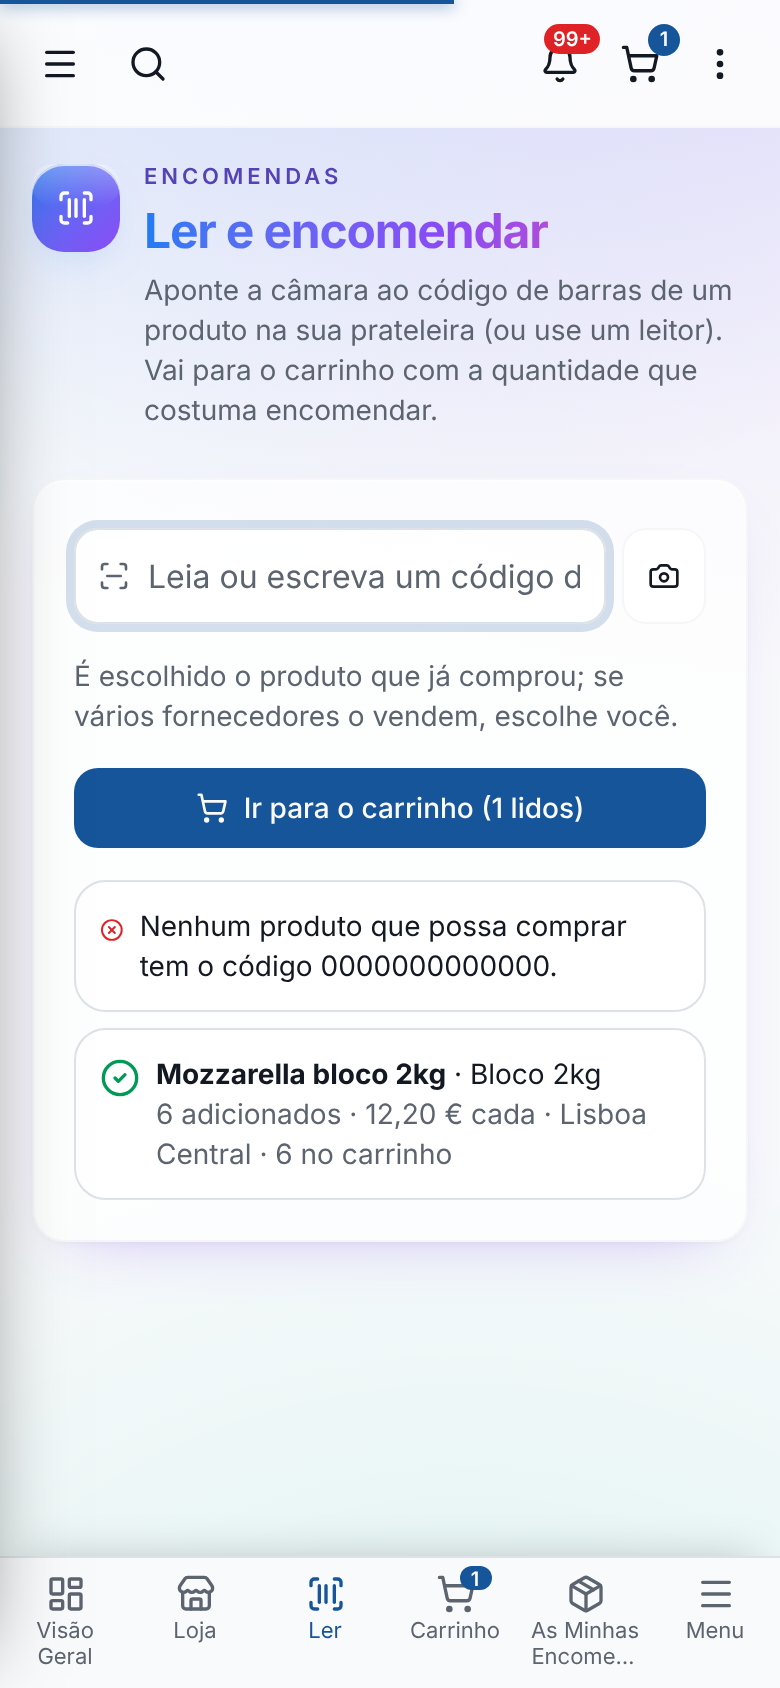 99+
1
ENCOMENDAS
Ler e encomendar
Aponte a câmara ao código de barras de um
produto na sua prateleira (ou use um leitor).
Vai para o carrinho com a quantidade que
costuma encomendar.
Leia ou escreva um código d
É escolhido o produto que já comprou; se
vários fornecedores o vendem, escolhe você.
Ir para o carrinho (1 lidos)
Nenhum produto que possa comprar
tem o código 0000000000000.
Mozzarella bloco 2kg · Bloco 2kg
6 adicionados · 12,20 € cada · Lisboa
Central · 6 no carrinho
1
Visão
Geral
Loja
Ler
Carrinho
As Minhas
Encome...
Menu